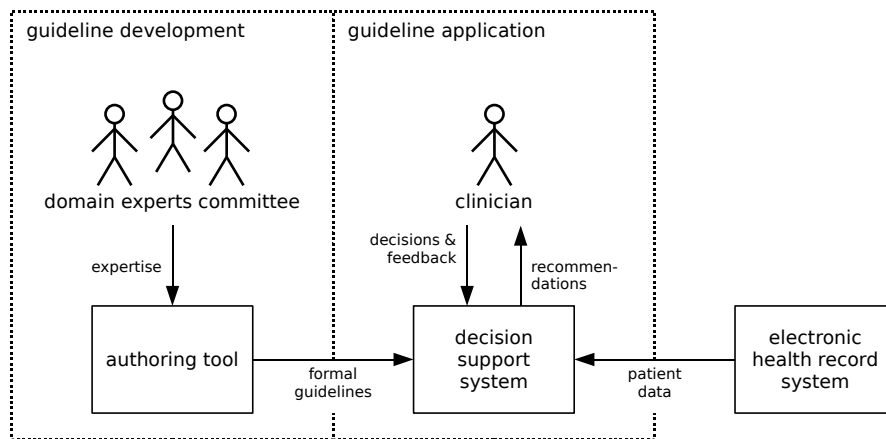 guideline development
guideline application
domain experts committee
clinician
expertise
decisions &
feedback
recommen-
dations
authoring tool
formal
guidelines
decision
support
system
patient
data
electronic
health record
system